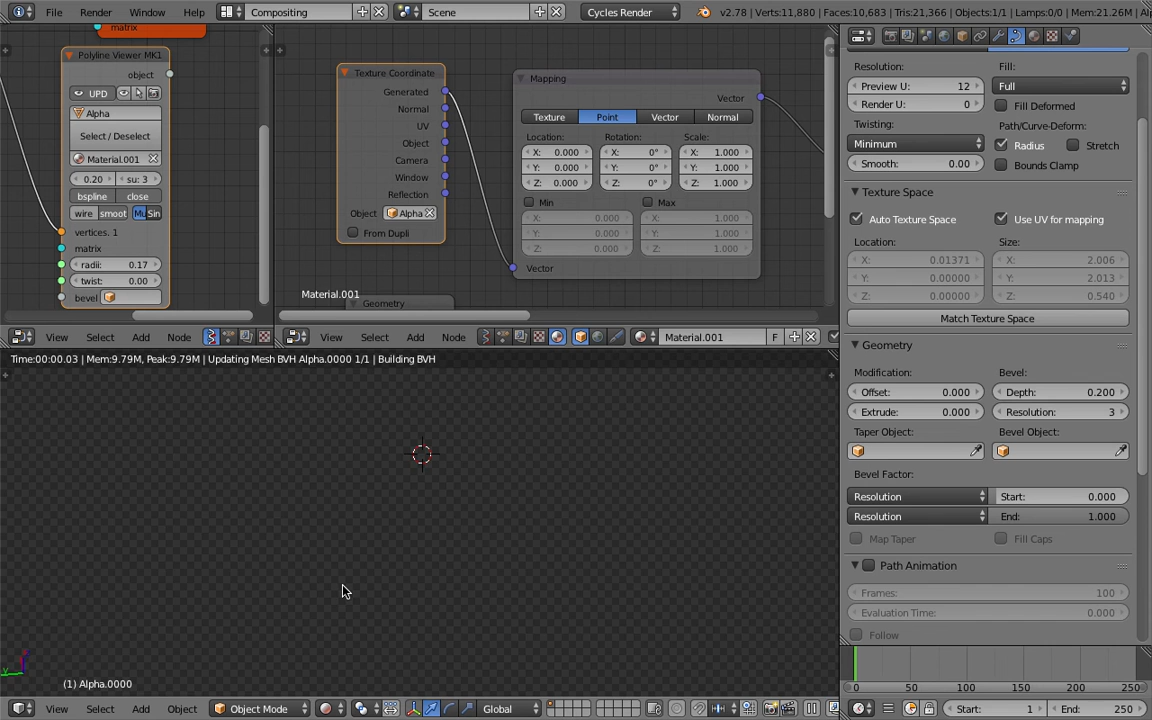 File Render Window Help Compositing Scene Cycles Render v2.78 | Verts:11,880 | Faces:10,683 | Tris:21,366 | Objects:1/1 | Lamps:0/0 | Mem:21.26M |
matrix
Polyline Viewer MK1
object
UPD
Alpha
Select / Deselect
Material.001
0.20 su: 3
bspline close
wire smoot Mu Sin
vertices. 1
matrix
radii: 0.17
twist: 0.00
bevel
Texture Coordinate
Generated
Normal
UV
Object
Camera
Window
Reflection
Object Alpha
From Dupli
Mapping
Vector
Texture Point Vector Normal
Location: Rotation: Scale:
X: 0.000 X: 0° X: 1.000
Y: 0.000 Y: 0° Y: 1.000
Z: 0.000 Z: 0° Z: 1.000
Min Max
X: 0.000 X: 1.000
Y: 0.000 Y: 1.000
Z: 0.000 Z: 1.000
Vector
Material.001
Geometry
View Select Add Node
View Select Add Node Material.001 F
Time:00:00.03 | Mem:9.79M, Peak:9.79M | Updating Mesh BVH Alpha.0000 1/1 | Building BVH
y
(1) Alpha.0000
View Select Add Object Object Mode Global
Resolution: Fill:
Preview U: 12 Full
Render U: 0 Fill Deformed
Twisting: Path/Curve-Deform:
Minimum Radius Stretch
Smooth: 0.00 Bounds Clamp
Texture Space
Auto Texture Space Use UV for mapping
Location: Size:
X: 0.01371 X: 2.006
Y: 0.00000 Y: 2.013
Z: 0.00000 Z: 0.540
Match Texture Space
Geometry
Modification: Bevel:
Offset: 0.000 Depth: 0.200
Extrude: 0.000 Resolution: 3
Taper Object: Bevel Object:
Bevel Factor:
Resolution Start: 0.000
Resolution End: 1.000
Map Taper Fill Caps
Path Animation
Frames: 100
Evaluation Time: 0.000
Follow
0 50 100 150 200 250
Start: 1 End: 250